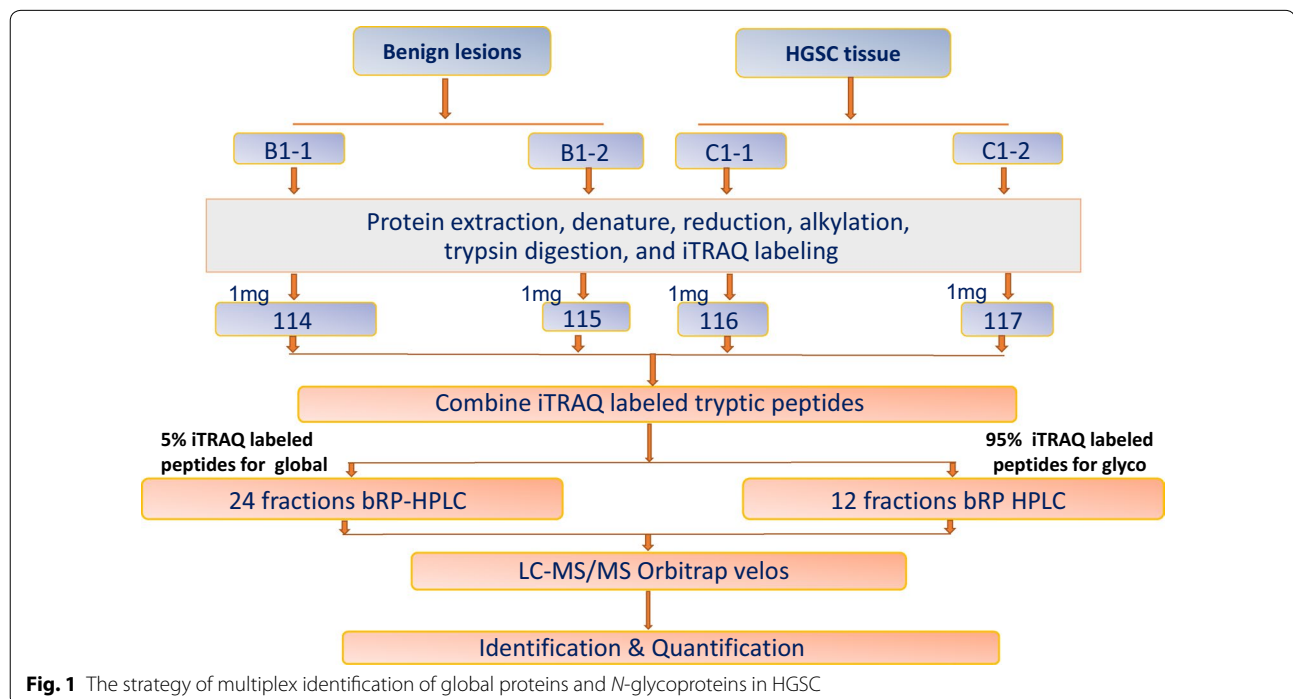 Benign lesions
HGSC tissue
B1-1
B1-2
C1-1
C1-2
Protein extraction, denature, reduction, alkylation,
trypsin digestion, and iTRAQ labeling
1mg
1mg
1mg
1mg
114
115
116
117
Combine iTRAQ labeled tryptic peptides
5% iTRAQ labeled
peptides for global
95% iTRAQ labeled
peptides for glyco
24 fractions bRP-HPLC
12 fractions bRP HPLC
LC-MS/MS Orbitrap velos
Identification & Quantification
Fig. 1 The strategy of multiplex identification of global proteins and N-glycoproteins in HGSC